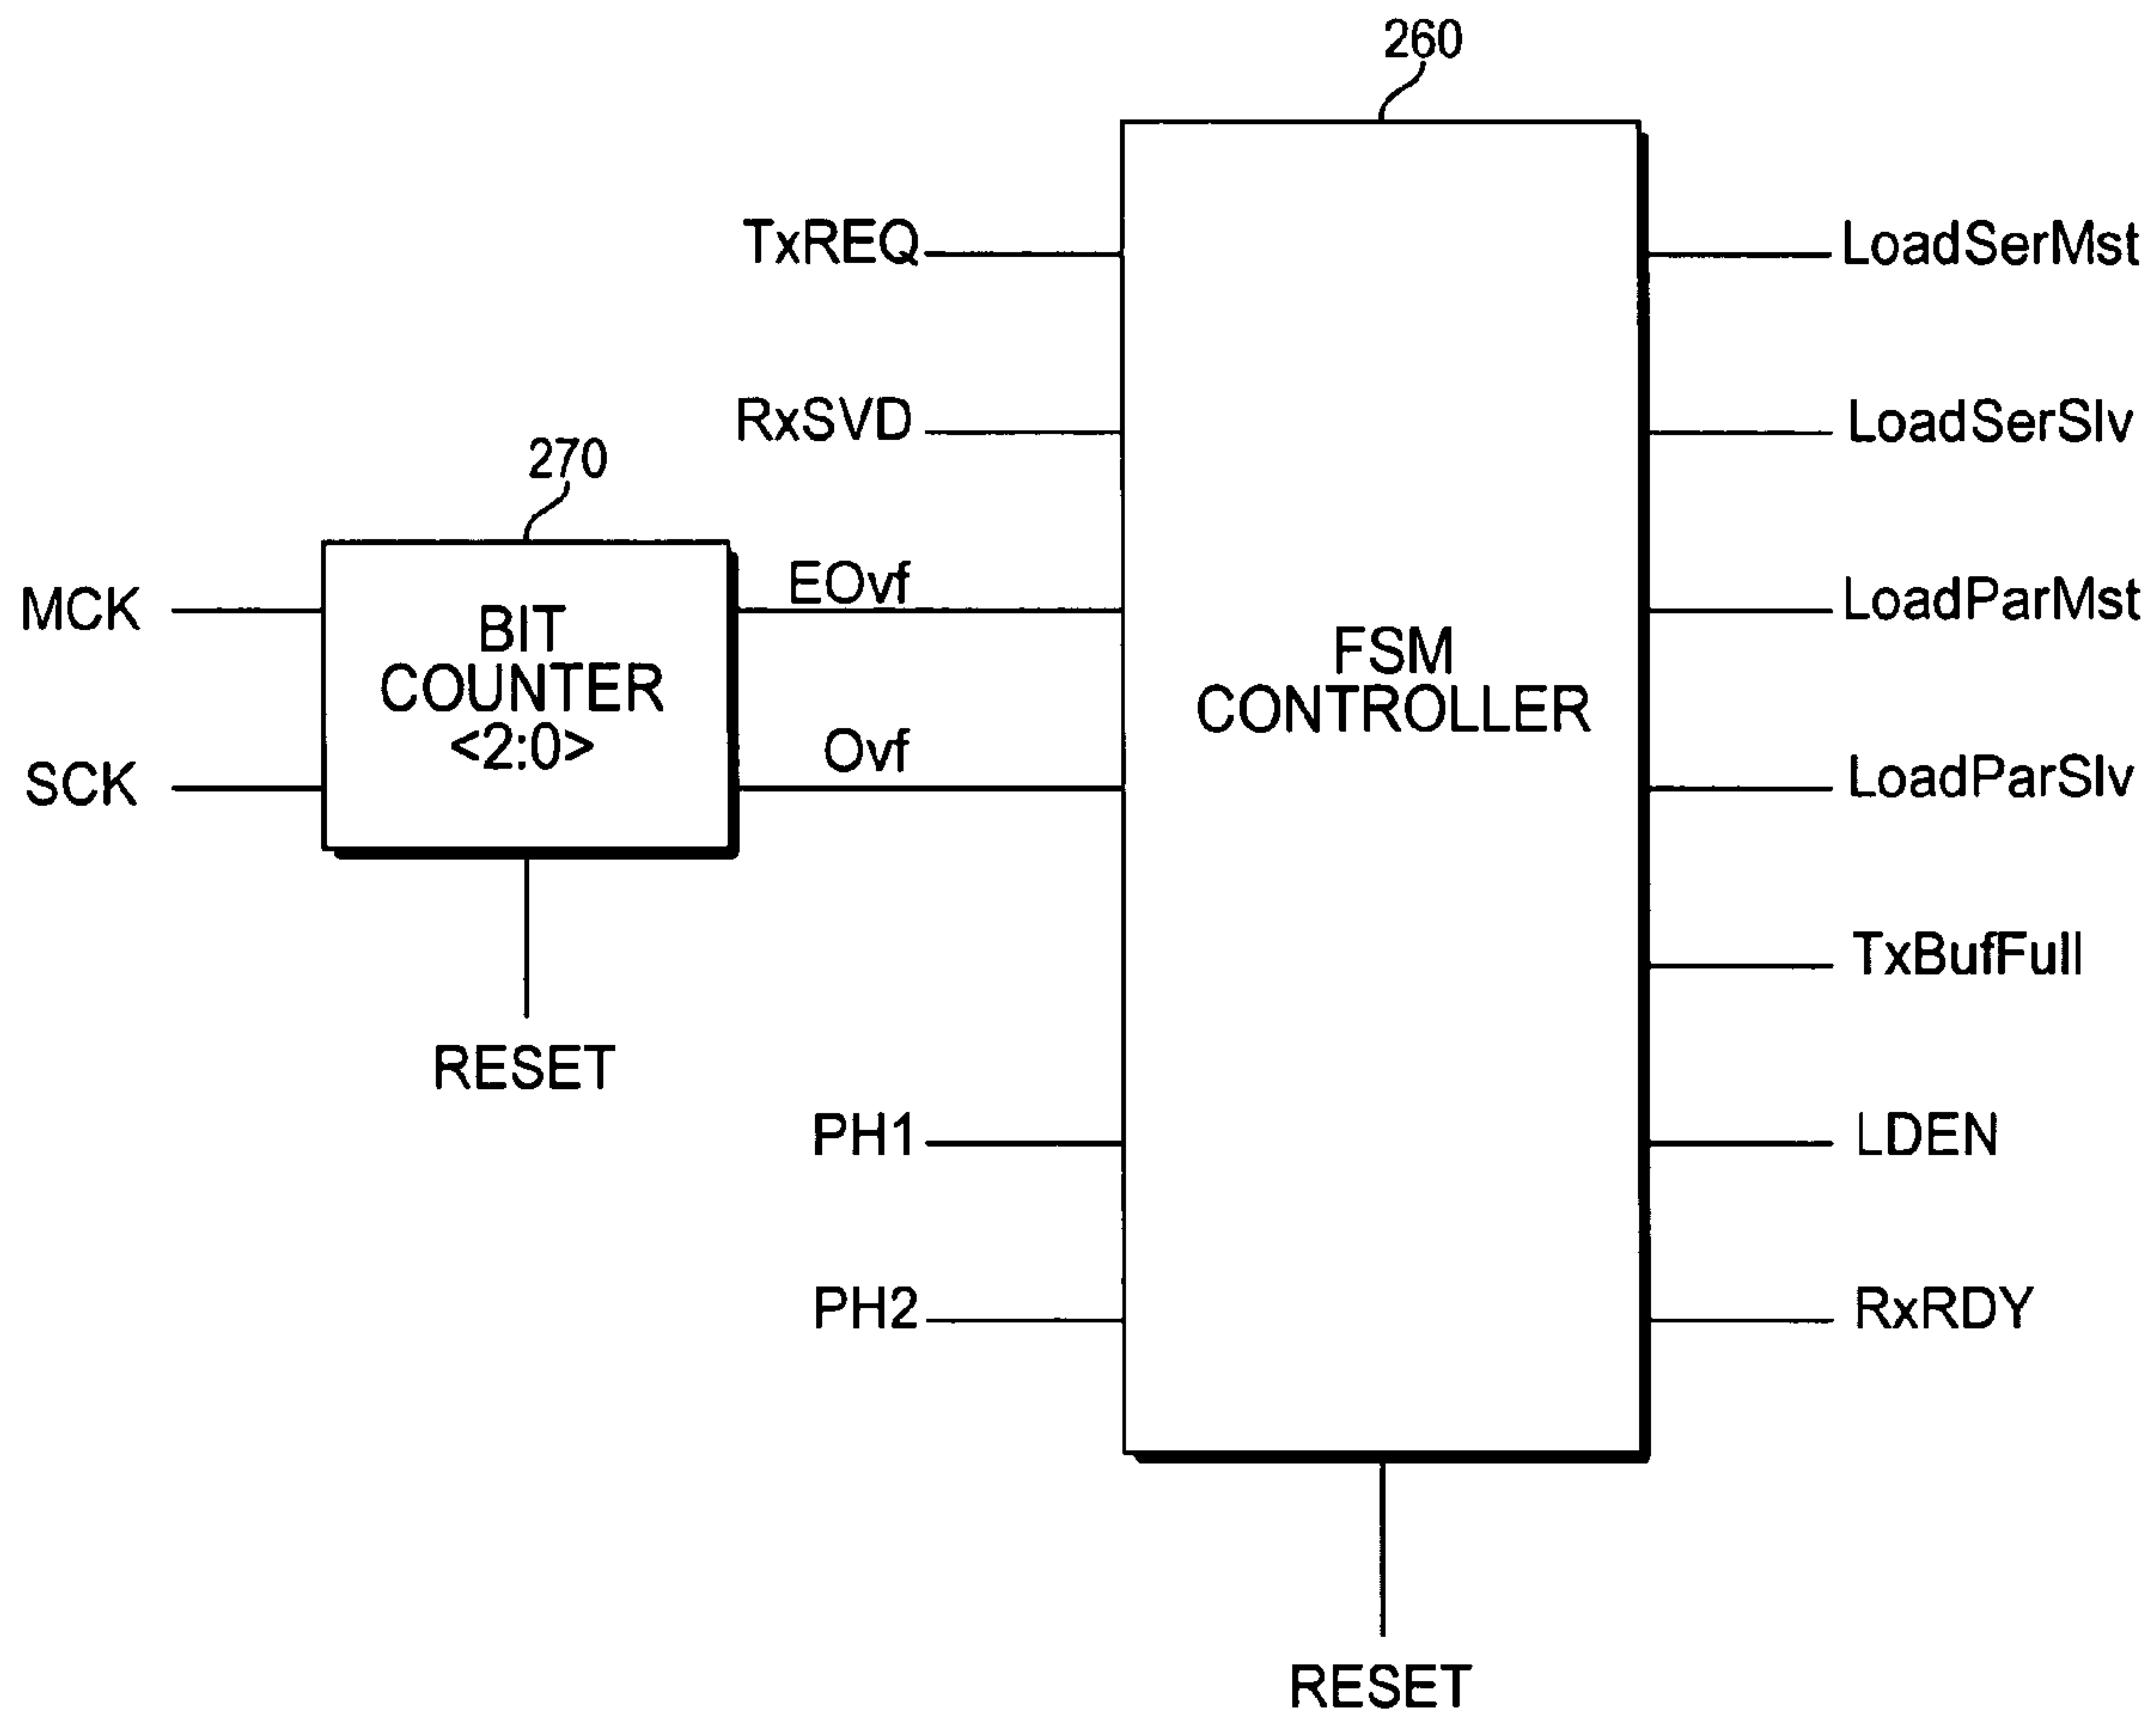 260
TxREQ
LoadSerMst
RxSVD
LoadSerSlv
270
EOvf
MCK
BIT
COUNTER
<2:0>
FSM
CONTROLLER
LoadParMst
Ovf
SCK
LoadParSlv
TxBufFull
RESET
PH1
LDEN
PH2
RxRDY
RESET